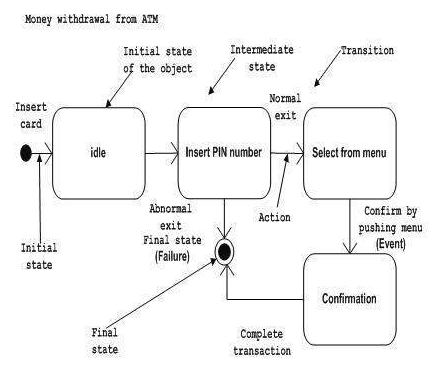 Money withdrawal from ATM
Initial state
of the object
Intermediate
state
Transition
Insert
card
Normal
exit
idle
Insert PIN number
Select from menu
Abnormal
exit
Final state
(Failure)
Action
Confirm by
pushing menu
(Event)
Initial
state
Confirmation
Final
state
Complete
transaction